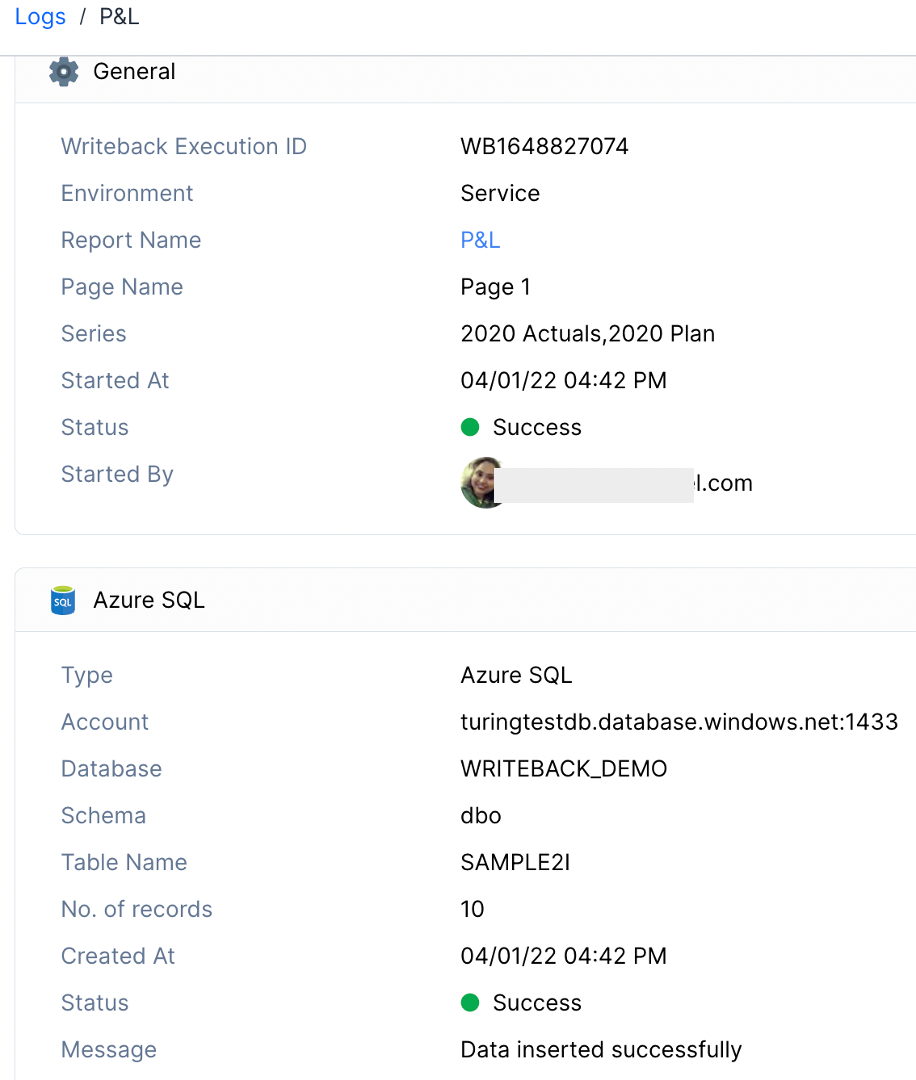 Logs / P&L
General
Writeback Execution ID WB1648827074
Environment Service
Report Name P&L
Page Name Page 1
Series 2020 Actuals,2020 Plan
Started At 04/01/22 04:42 PM
Status Success
Started By l.com
SQL Azure SQL
Type Azure SQL
Account turingtestdb.database.windows.net:1433
Database WRITEBACK_DEMO
Schema dbo
Table Name SAMPLE2I
No. of records 10
Created At 04/01/22 04:42 PM
Status Success
Message Data inserted successfully